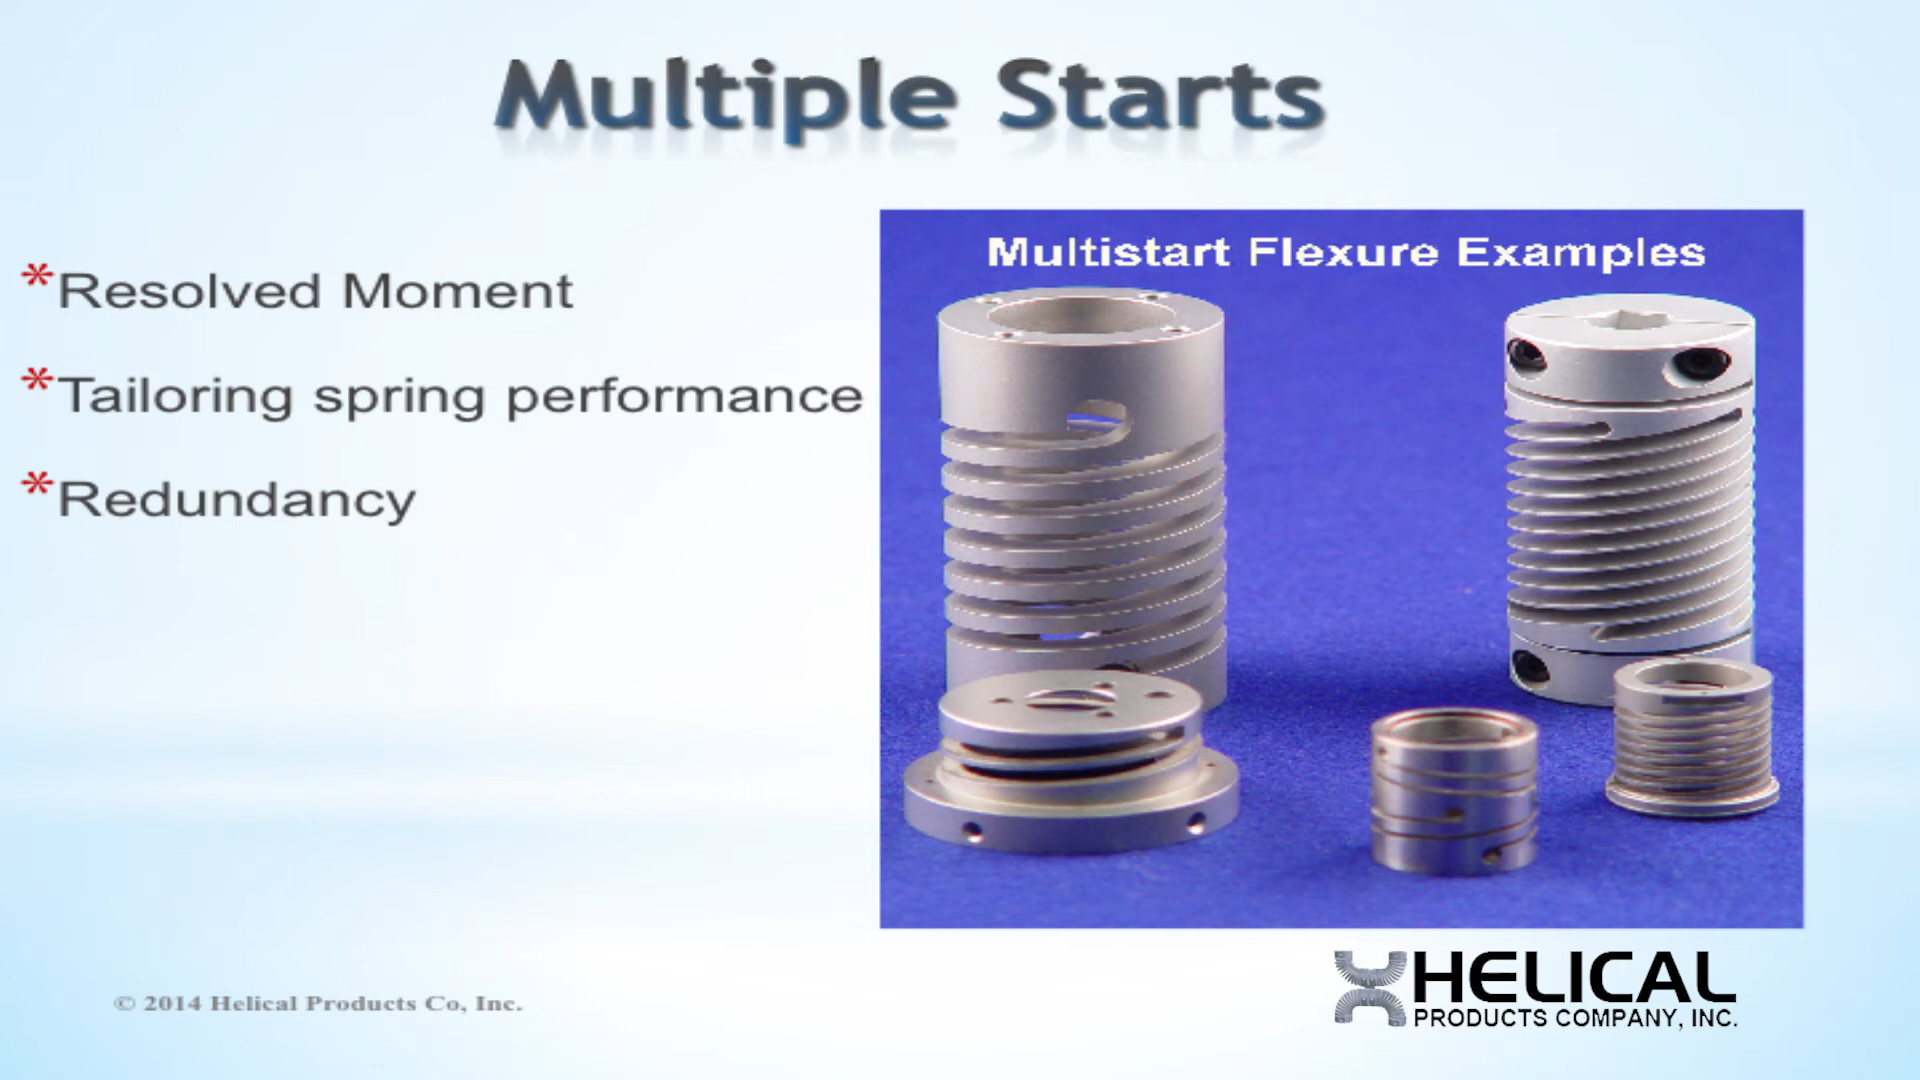 Multiple Starts
*Resolved Moment
*Tailoring spring performance
*Redundancy
Multistart Flexure Examples
© 2014 Helical Products Co, Inc.
HELICAL
PRODUCTS COMPANY, INC.